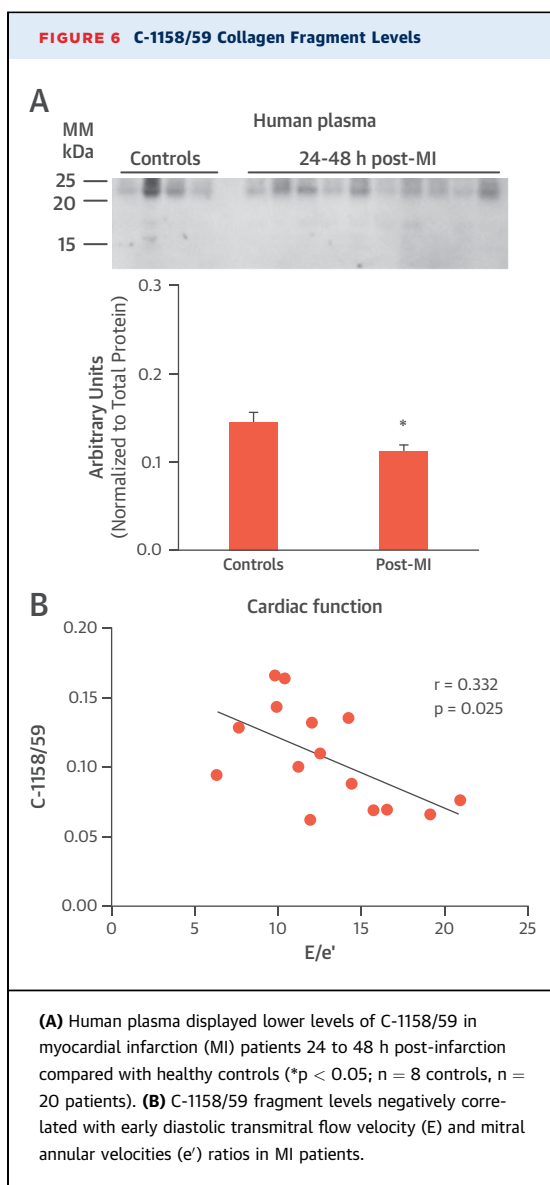 FIGURE 6 C-1158/59 Collagen Fragment Levels
A
MM
kDa
Human plasma
Controls
24-48 h post-MI
25
20
15
Arbitrary Units
(Normalized to Total Protein)
0.3
0.2
0.1
0.0
*
Controls
Post-MI
B
Cardiac function
C-1158/59
0.20
0.15
0.10
0.05
0.00
r = 0.332
p = 0.025
0
5
10
15
20
25
E/e'
(A) Human plasma displayed lower levels of C-1158/59 in
myocardial infarction (MI) patients 24 to 48 h post-infarction
compared with healthy controls (*p < 0.05; n = 8 controls, n =
20 patients). (B) C-1158/59 fragment levels negatively corre-
lated with early diastolic transmitral flow velocity (E) and mitral
annular velocities (e′) ratios in MI patients.